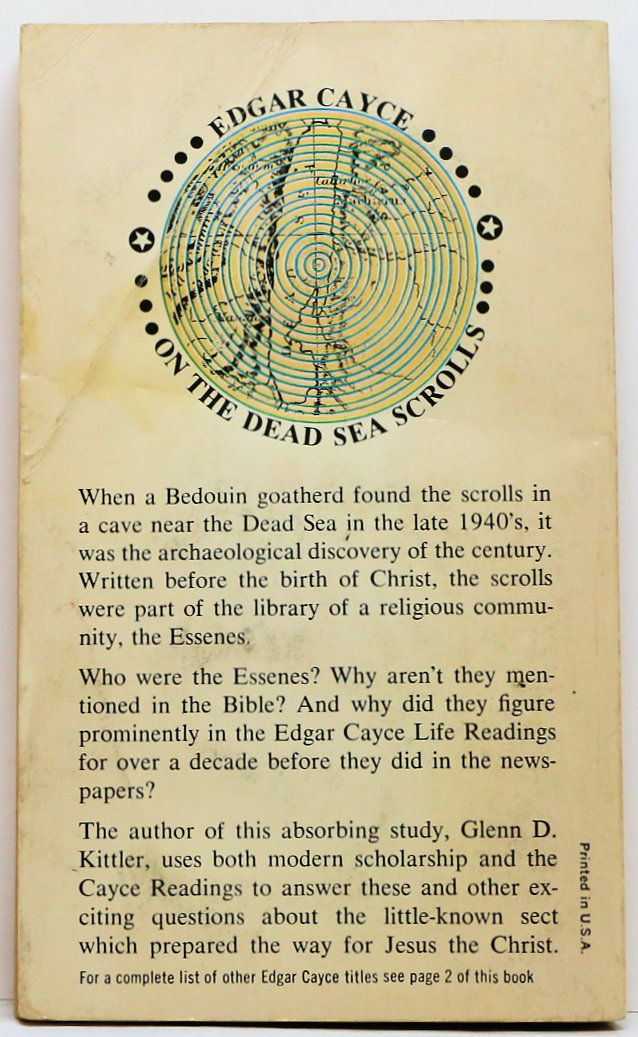 EDGAR CAYCE
ON THE DEAD SEA SCROLLS
When a Bedouin goatherd found the scrolls in
a cave near the Dead Sea in the late 1940's, it
was the archaeological discovery of the century.
Written before the birth of Christ, the scrolls
were part of the library of a religious commu-
nity, the Essenes.
Who were the Essenes? Why aren't they men-
tioned in the Bible? And why did they figure
prominently in the Edgar Cayce Life Readings
for over a decade before they did in the news-
papers?
The author of this absorbing study, Glenn D.
Kittler, uses both modern scholarship and the
Cayce Readings to answer these and other ex-
citing questions about the little-known sect
which prepared the way for Jesus the Christ.
For a complete list of other Edgar Cayce titles see page 2 of this book
Printed in U.S.A.